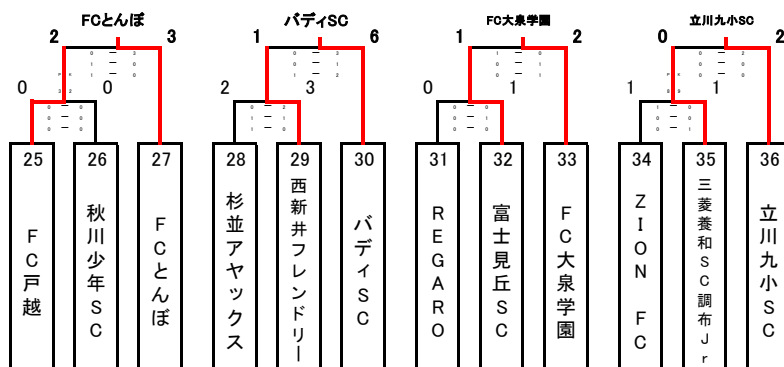 FCとんぼ
バディSC
FC大泉学園
立川九小SC
2 3
1 6
1 2
0 2
0 0
2 3
0 1
1 1
25
26
27
28
29
30
31
32
33
34
35
36
FC戸越
秋川少年SC
FCとんぼ
杉並アヤックス
西新井フレンドリー
バディSC
REGARO
富士見丘SC
FC大泉学園
ZION FC
三菱養和SC調布Jr
立川九小SC